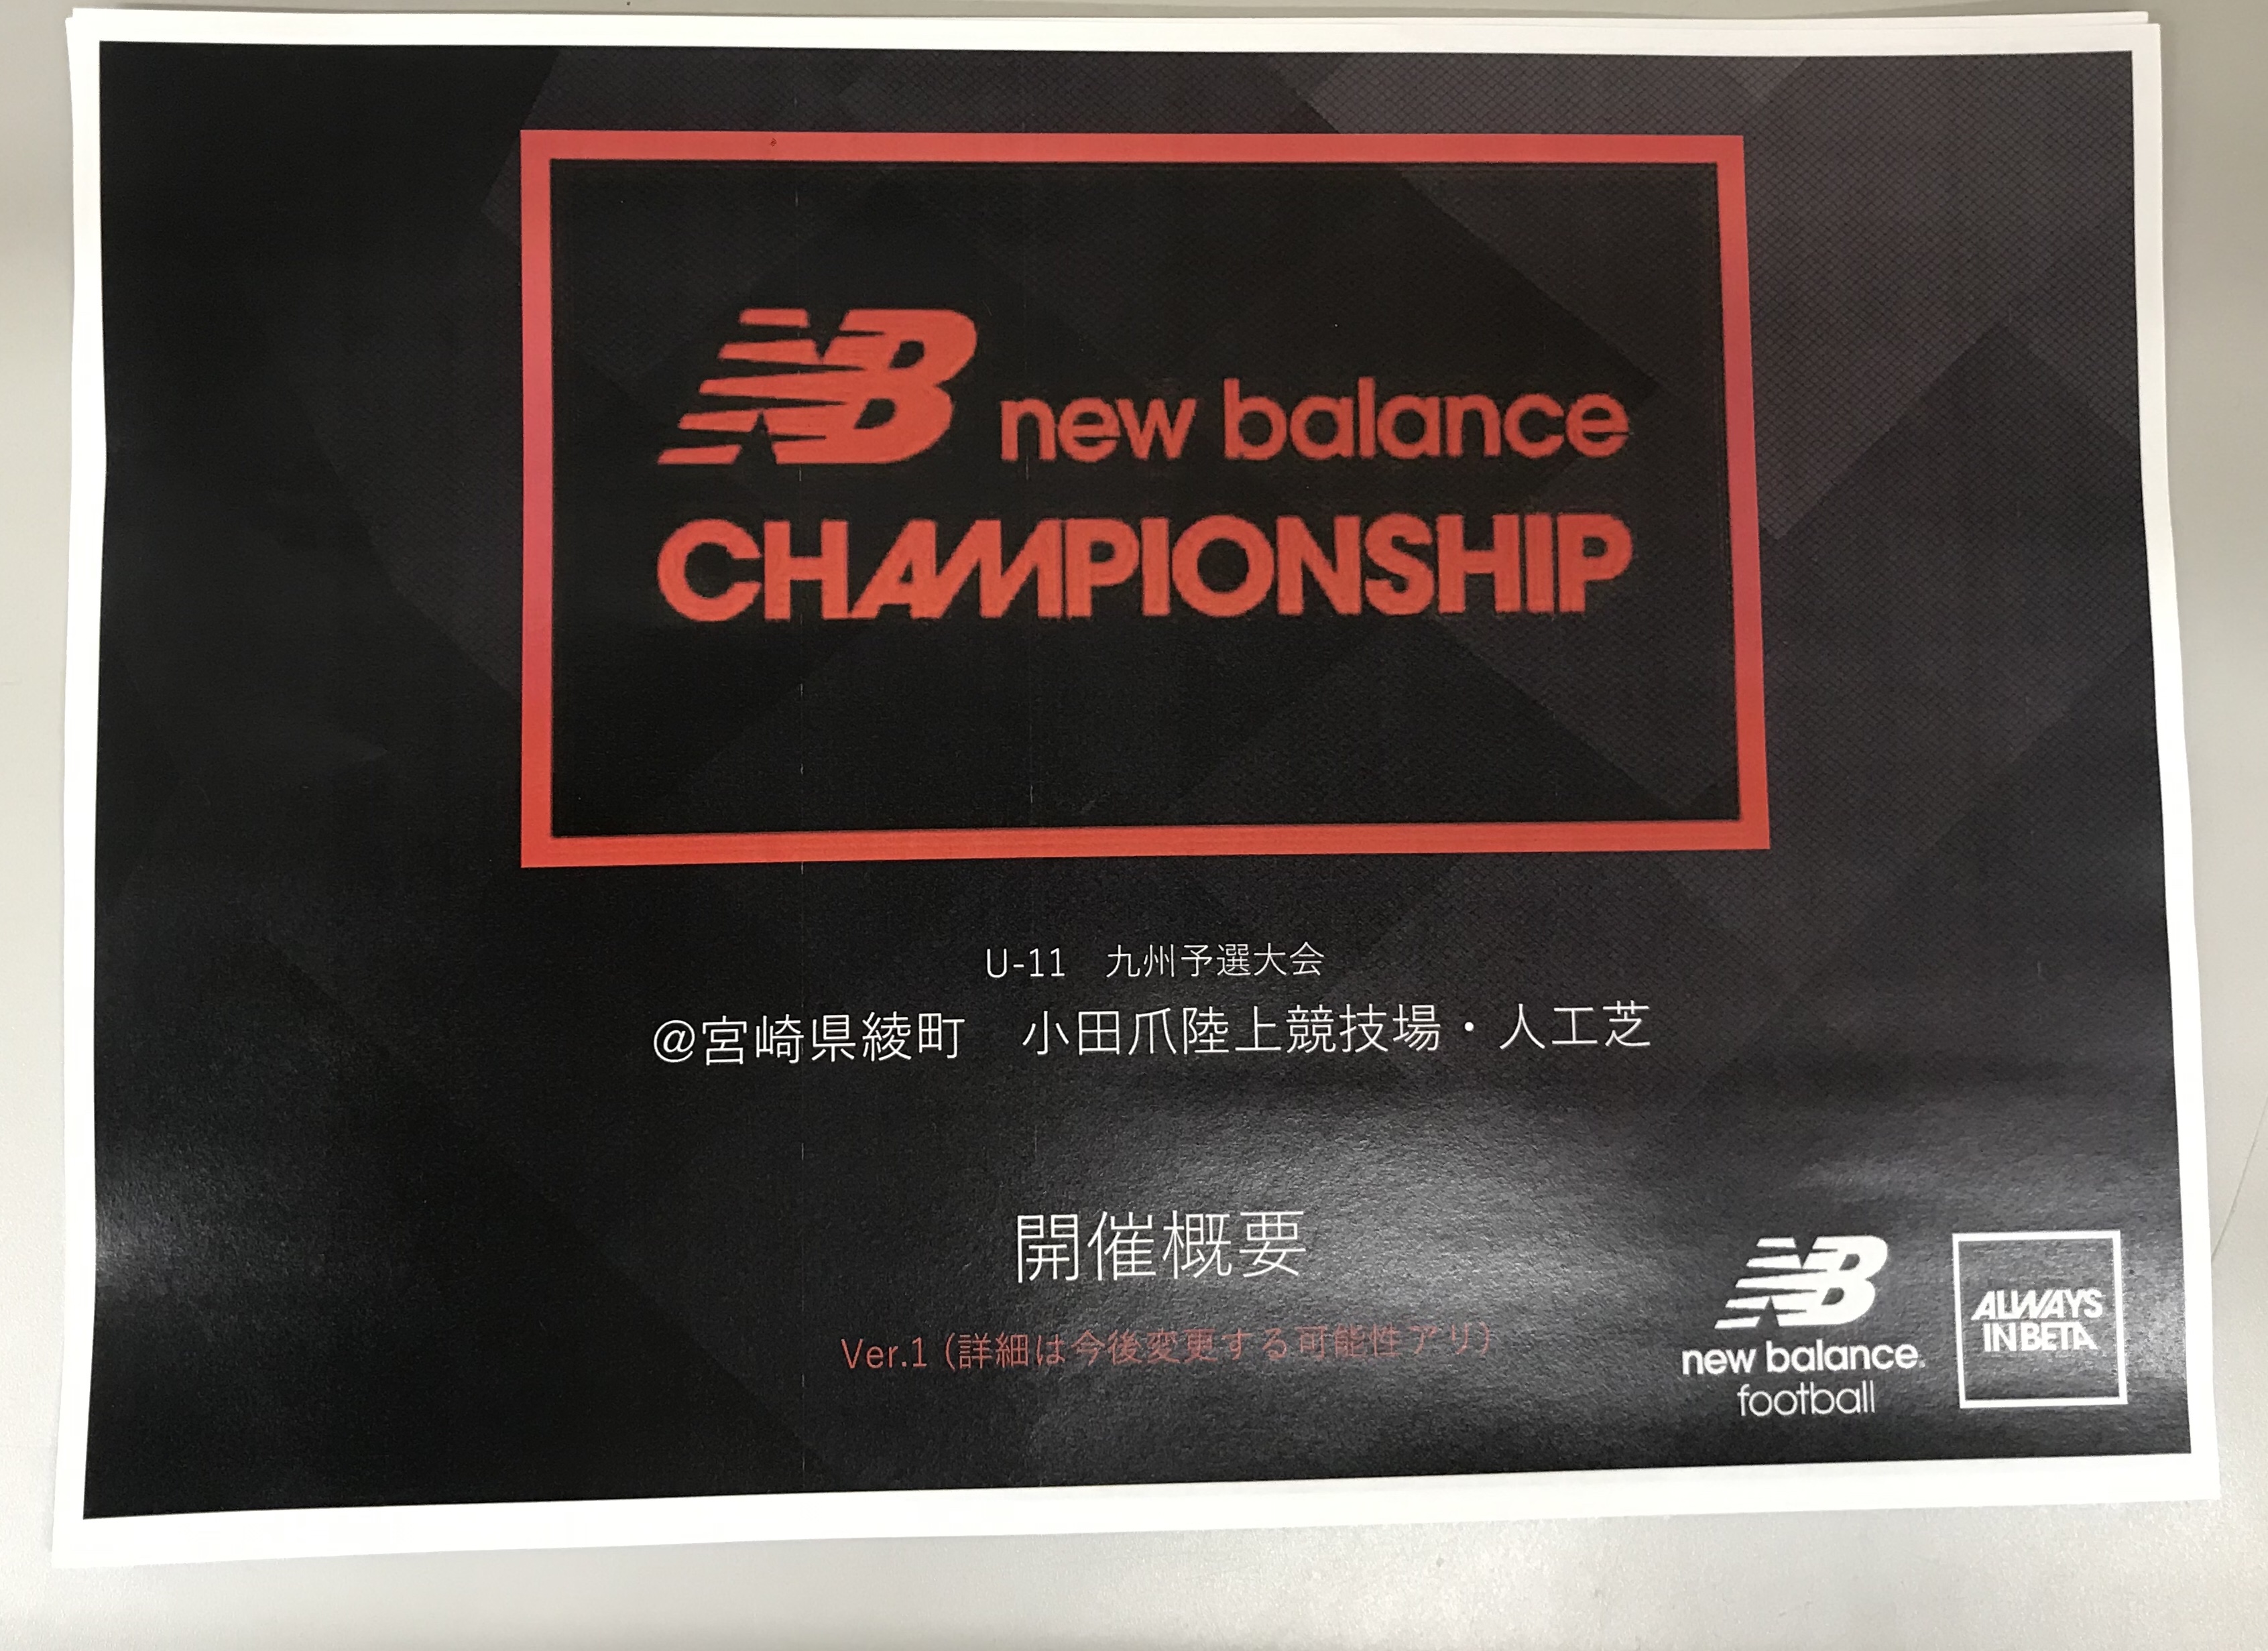 NB new balance
CHAMPIONSHIP
U-11　九州予選大会
@宮崎県綾町　小田爪陸上競技場・人工芝
開催概要
Ver.1 (詳細は今後変更する可能性アリ)
NB
new balance
football
ALWAYS
IN BETA